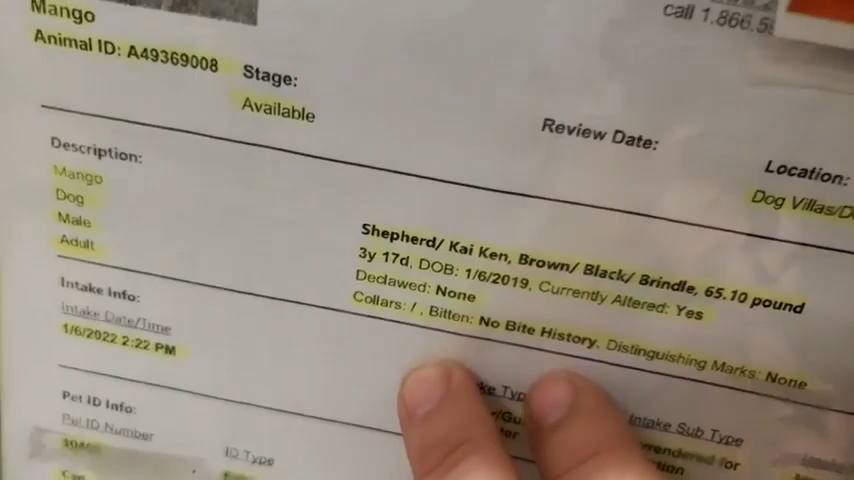 Mango
call 1.866.5
Animal ID: A49369008
Stage:
Available
Review Date:
Location:
Dog Villas/D
Description:
Mango
Dog
Male
Adult
Shepherd/ Kai Ken, Brown/ Black/ Brindle, 65.10 pound
3y 17d, DOB: 1/6/2019, Currently Altered: Yes
Declawed: None
Collars: / , Bitten: No Bite History, Distinguishing Marks: None
Intake Info:
Intake Date/Time
1/6/2022 2:22 PM
Intake Sub Type
rrendered for
Pet ID Info:
Pet ID Number
ID Type